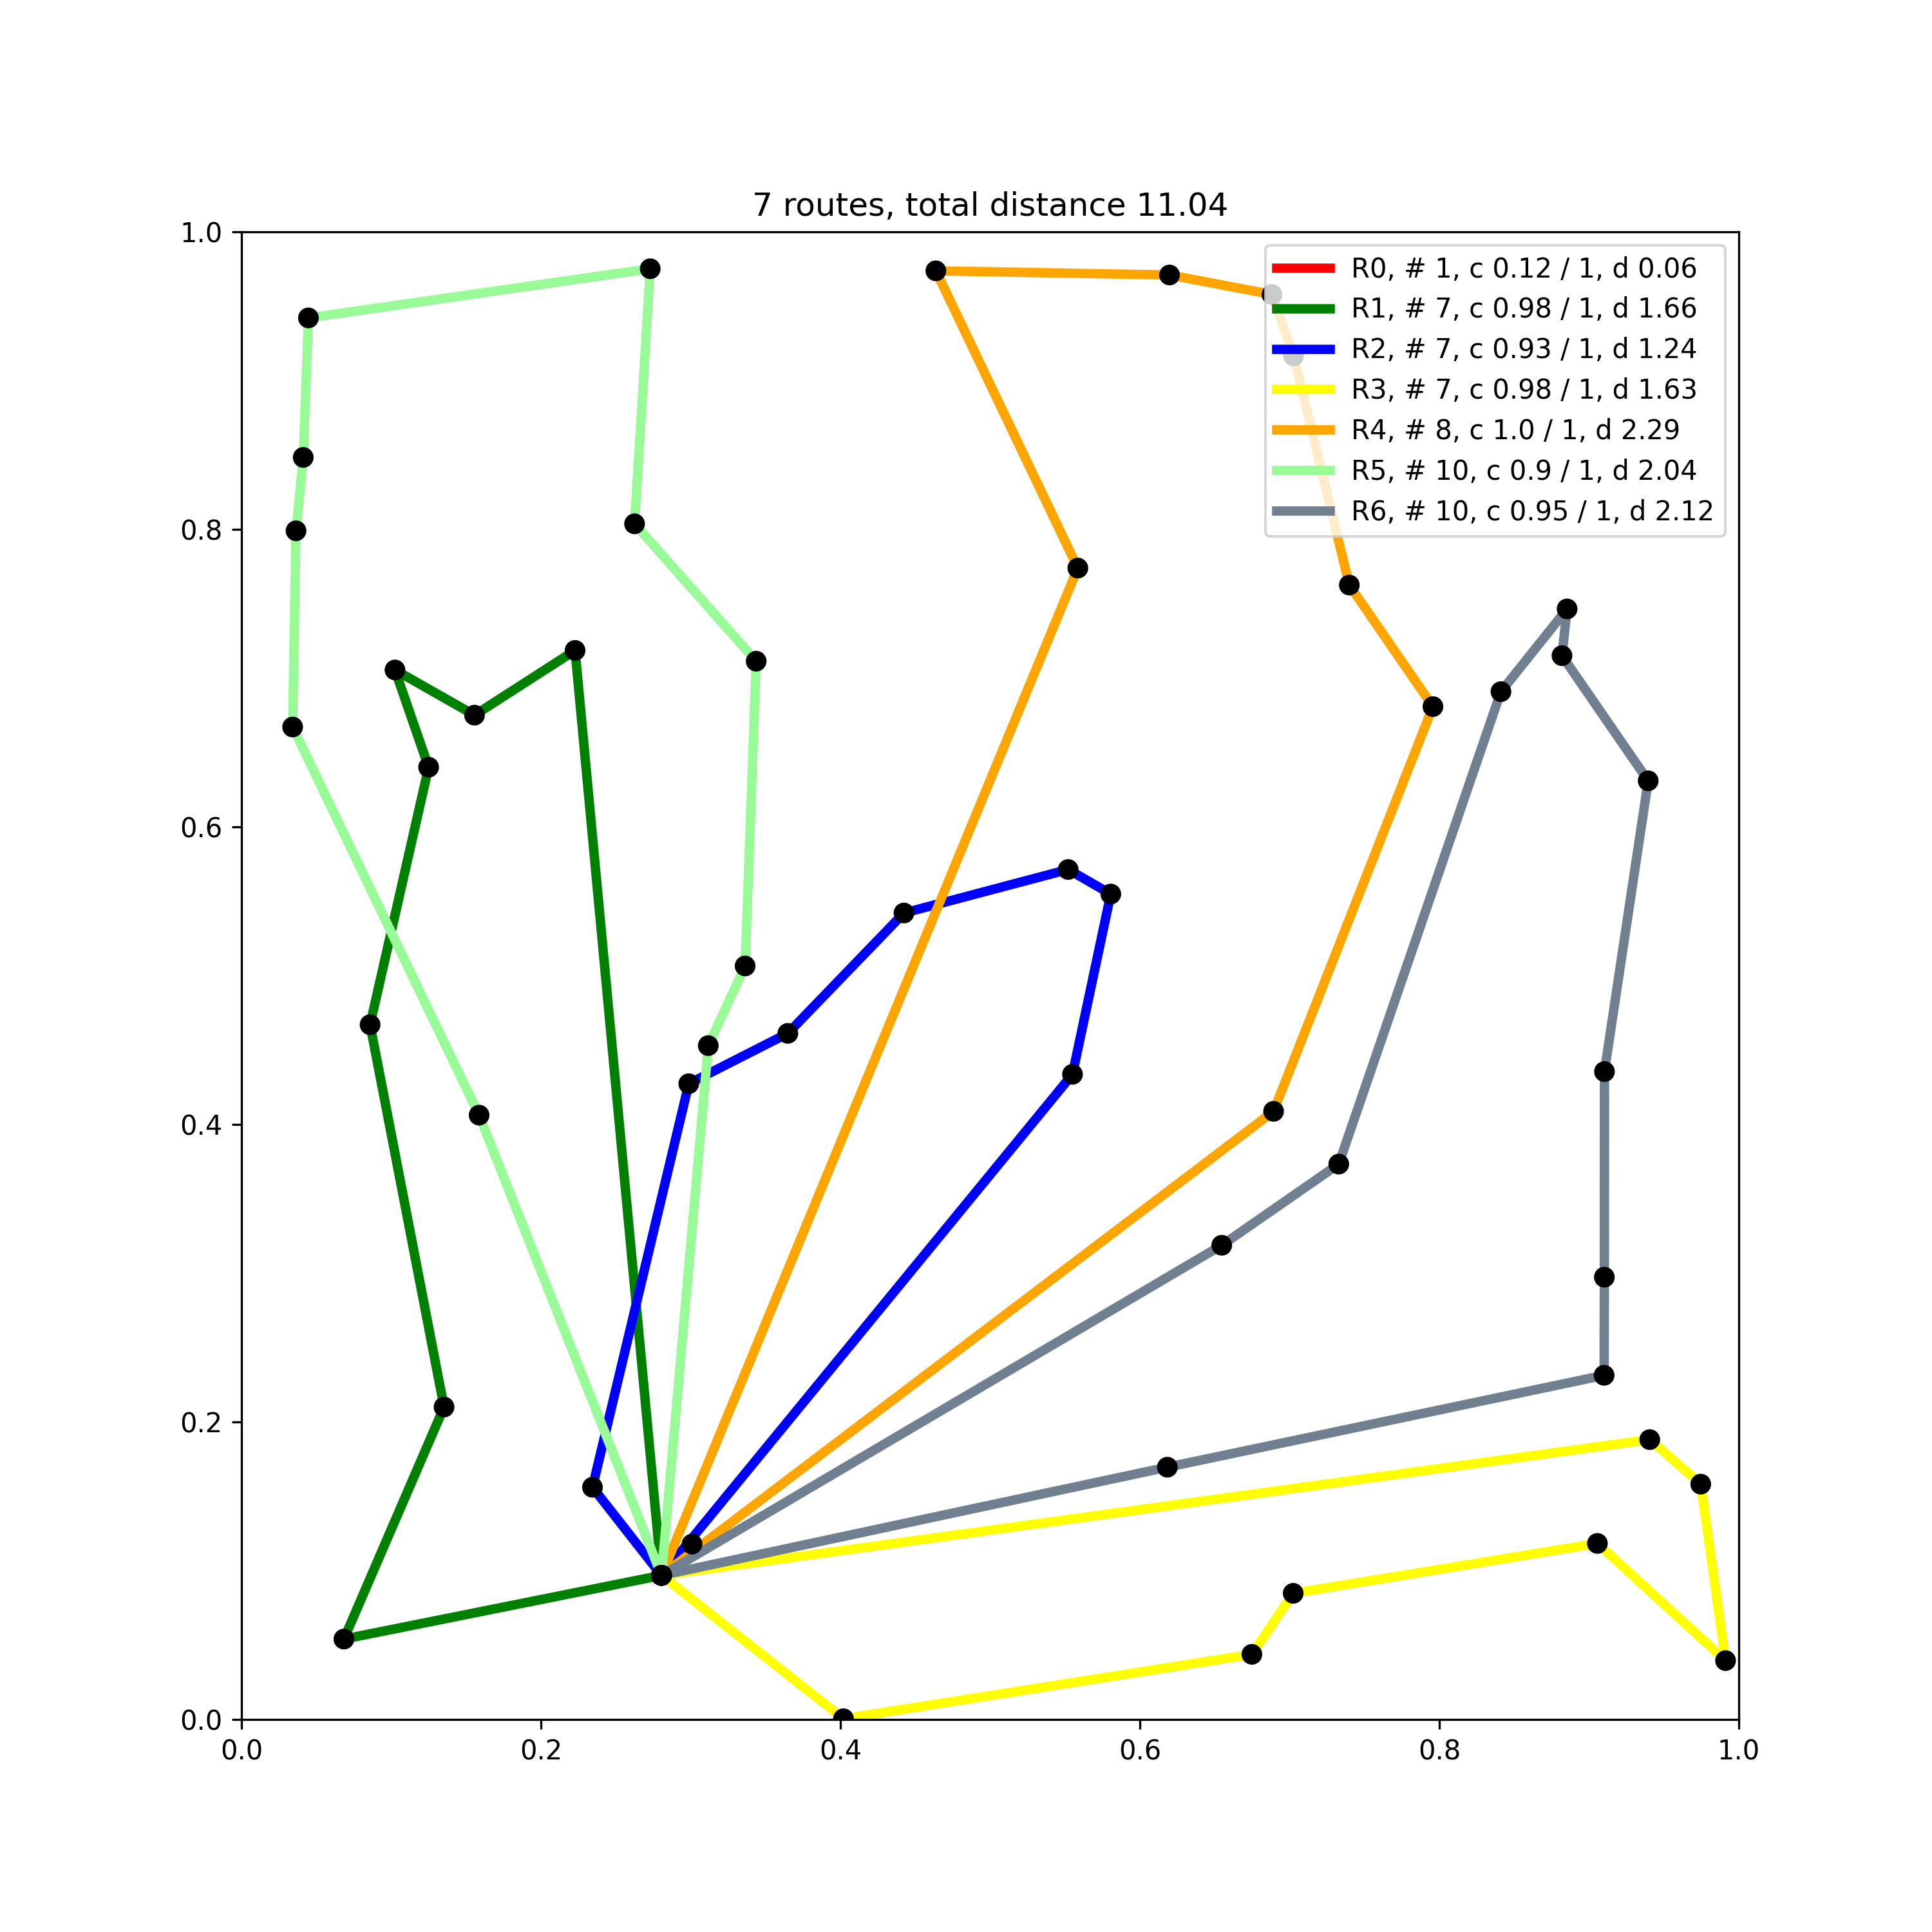 7 routes, total distance 11.04
1.0
0.8
0.6
0.4
0.2
0.0
R0, # 1, c 0.12 / 1, d 0.06
R1, # 7, c 0.98 / 1, d 1.66
R2, # 7, c 0.93 / 1, d 1.24
R3, # 7, c 0.98 / 1, d 1.63
R4, # 8, c 1.0 / 1, d 2.29
R5, # 10, c 0.9 / 1, d 2.04
R6, # 10, c 0.95 / 1, d 2.12
0.0 0.2 0.4 0.6 0.8 1.0